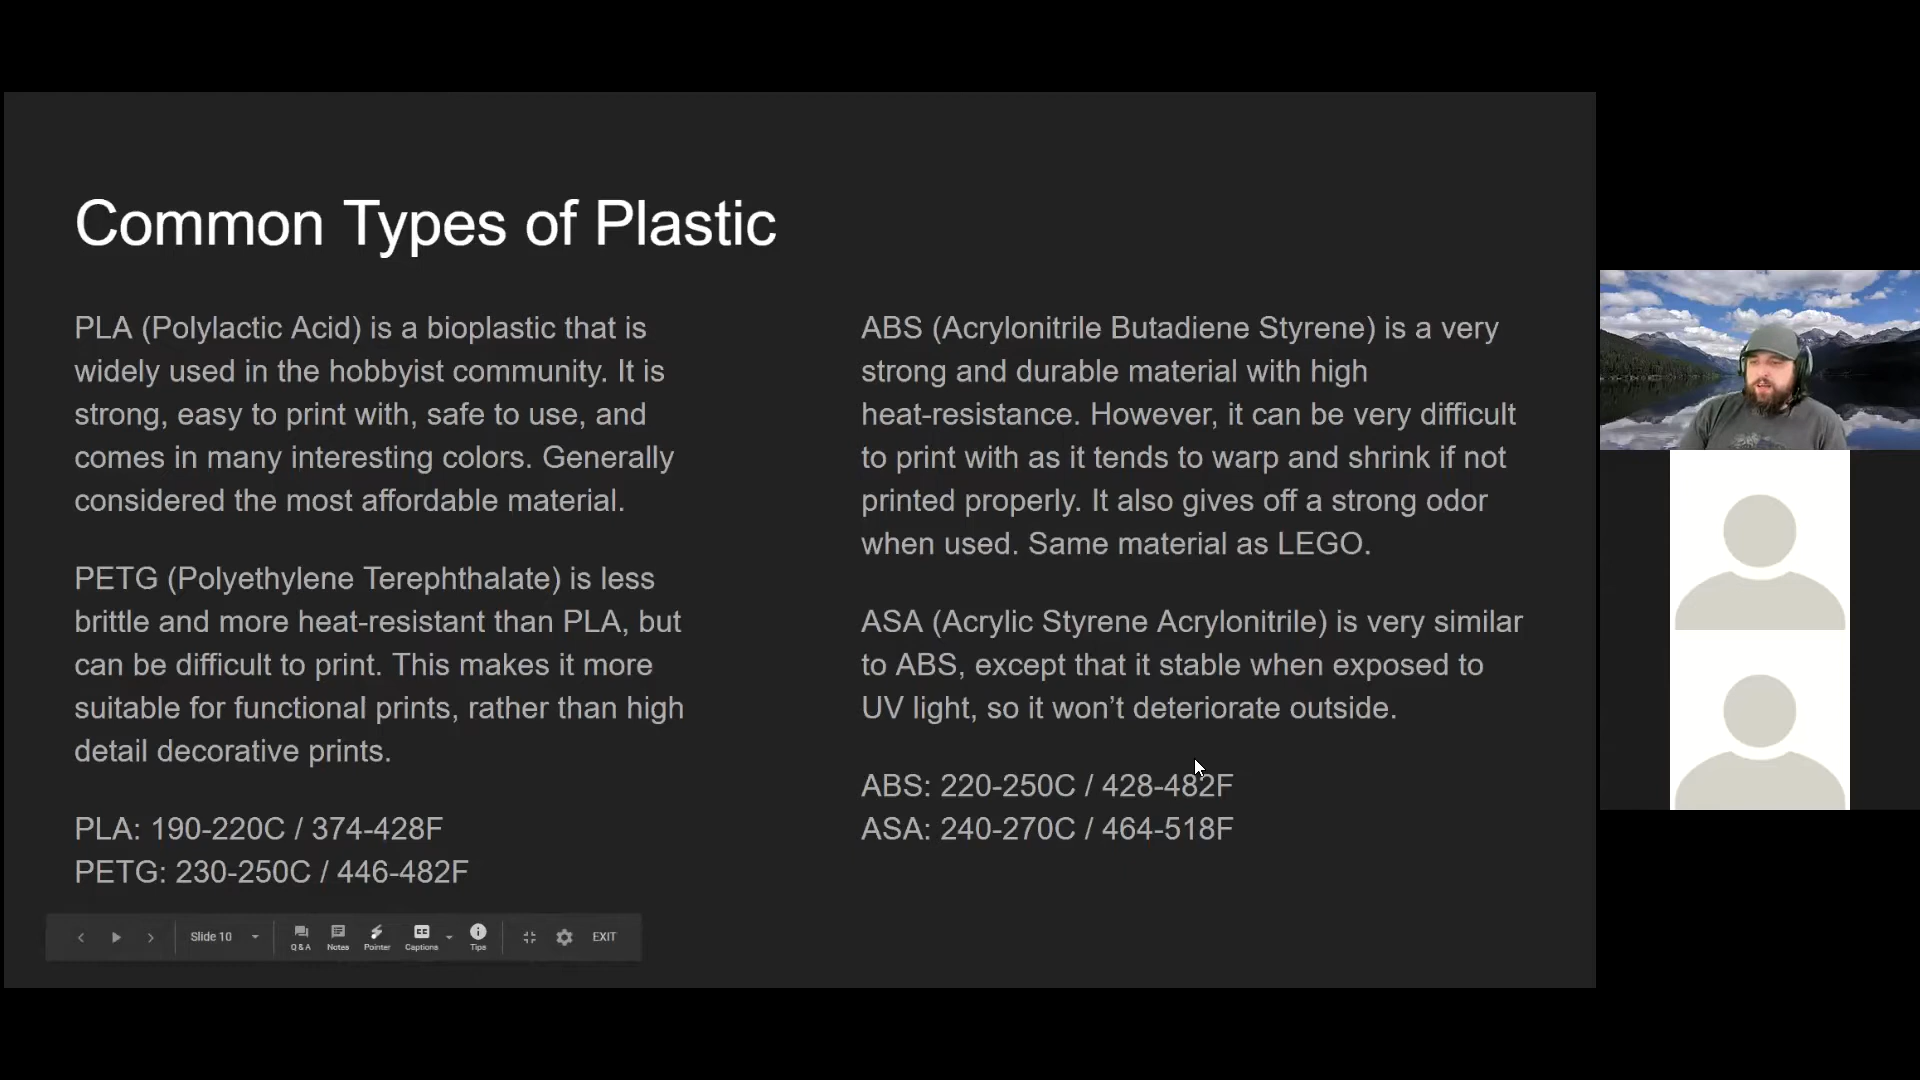 Common Types of Plastic
PLA (Polylactic Acid) is a bioplastic that is
widely used in the hobbyist community. It is
strong, easy to print with, safe to use, and
comes in many interesting colors. Generally
considered the most affordable material.
PETG (Polyethylene Terephthalate) is less
brittle and more heat-resistant than PLA, but
can be difficult to print. This makes it more
suitable for functional prints, rather than high
detail decorative prints.
PLA: 190-220C / 374-428F
PETG: 230-250C / 446-482F
ABS (Acrylonitrile Butadiene Styrene) is a very
strong and durable material with high
heat-resistance. However, it can be very difficult
to print with as it tends to warp and shrink if not
printed properly. It also gives off a strong odor
when used. Same material as LEGO.
ASA (Acrylic Styrene Acrylonitrile) is very similar
to ABS, except that it stable when exposed to
UV light, so it won’t deteriorate outside.
ABS: 220-250C / 428-482F
ASA: 240-270C / 464-518F
Slide 10
Q & A
Notes
Pointer
CC
Captions
Tips
EXIT